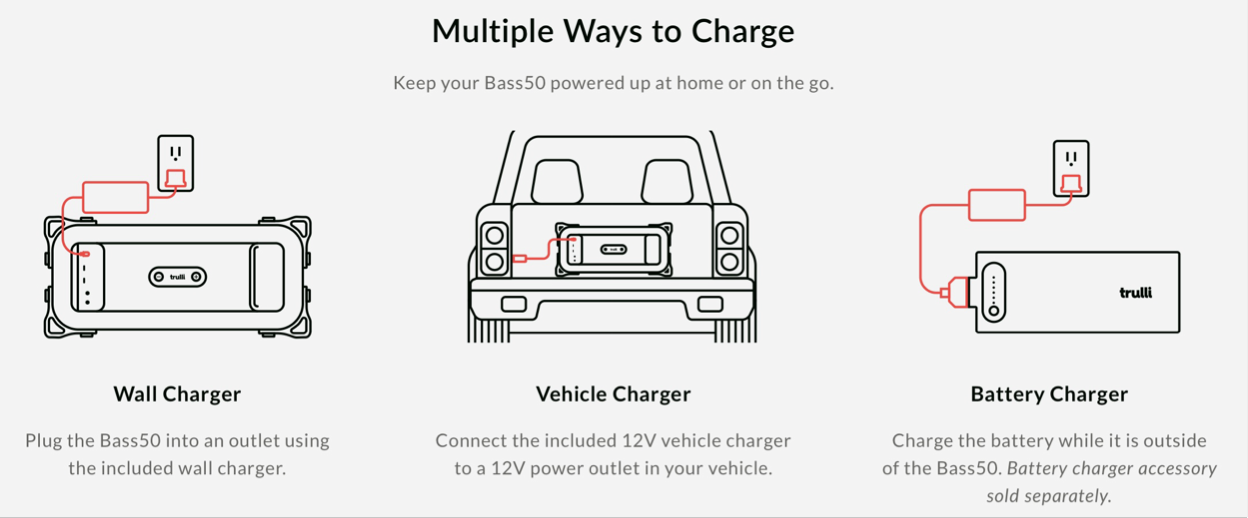 Multiple Ways to Charge
Keep your Bass50 powered up at home or on the go.
trulli
trulli
Wall Charger
Plug the Bass50 into an outlet using
the included wall charger.
Vehicle Charger
Connect the included 12V vehicle charger
to a 12V power outlet in your vehicle.
Battery Charger
Charge the battery while it is outside
of the Bass50. Battery charger accessory
sold separately.